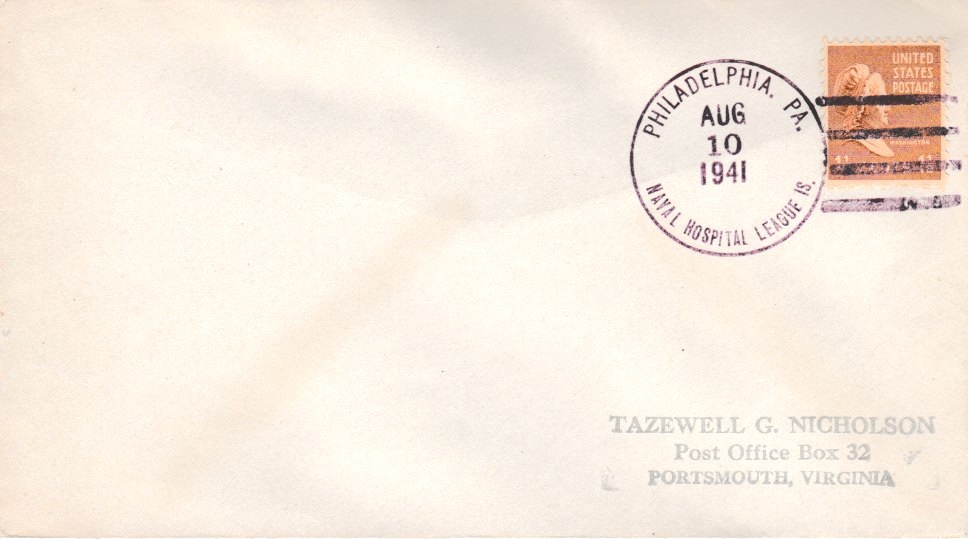 UNITED
STATES
POSTAGE
PHILADELPHIA, PA.
AUG
10
1941
NAVAL HOSPITAL LEAGUE IS.
TAZEWELL G. NICHOLSON
Post Office Box 32
PORTSMOUTH, VIRGINIA